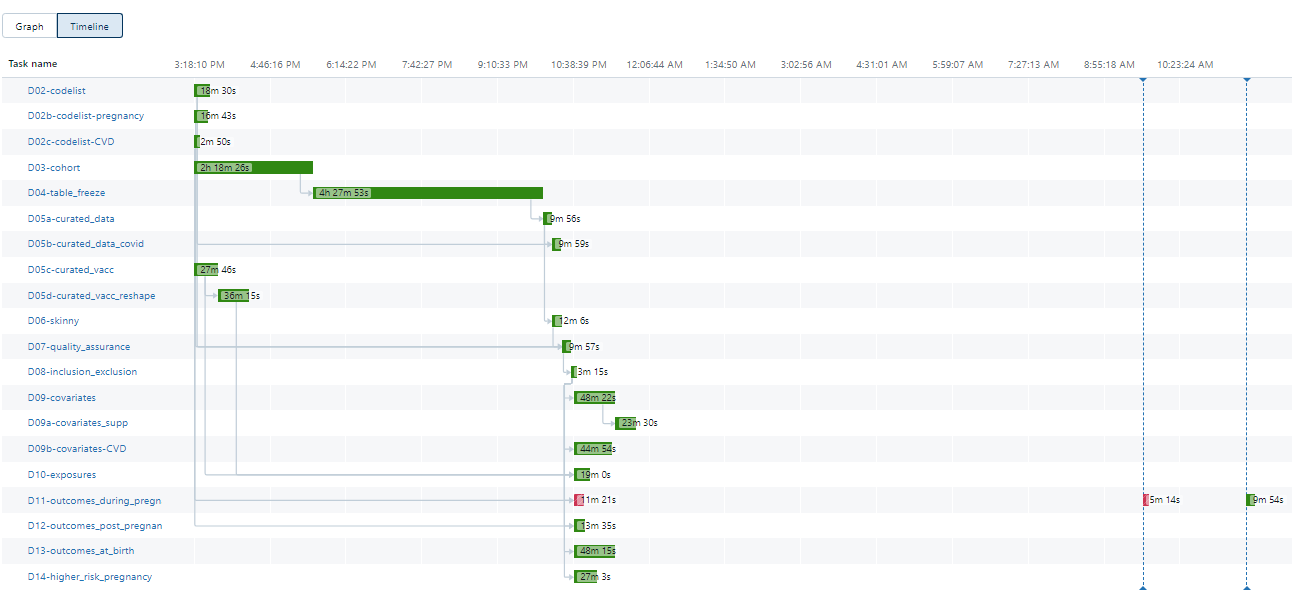 Graph Timeline
Task name 3:18:10 PM 4:46:16 PM 6:14:22 PM 7:42:27 PM 9:10:33 PM 10:38:39 PM 12:06:44 AM 1:34:50 AM 3:02:56 AM 4:31:01 AM 5:59:07 AM 7:27:13 AM 8:55:18 AM 10:23:24 AM
D02-codelist 18m 30s
D02b-codelist-pregnancy 16m 43s
D02c-codelist-CVD 2m 50s
D03-cohort 2h 18m 26s
D04-table_freeze 4h 27m 53s
D05a-curated_data 9m 56s
D05b-curated_data_covid 9m 59s
D05c-curated_vacc 27m 46s
D05d-curated_vacc_reshape 36m 15s
D06-skinny 12m 6s
D07-quality_assurance 9m 57s
D08-inclusion_exclusion 3m 15s
D09-covariates 48m 22s
D09a-covariates_supp 23m 30s
D09b-covariates-CVD 44m 54s
D10-exposures 19m 0s
D11-outcomes_during_pregn 11m 21s 5m 14s 9m 54s
D12-outcomes_post_pregnan 13m 35s
D13-outcomes_at_birth 48m 15s
D14-higher_risk_pregnancy 27m 3s